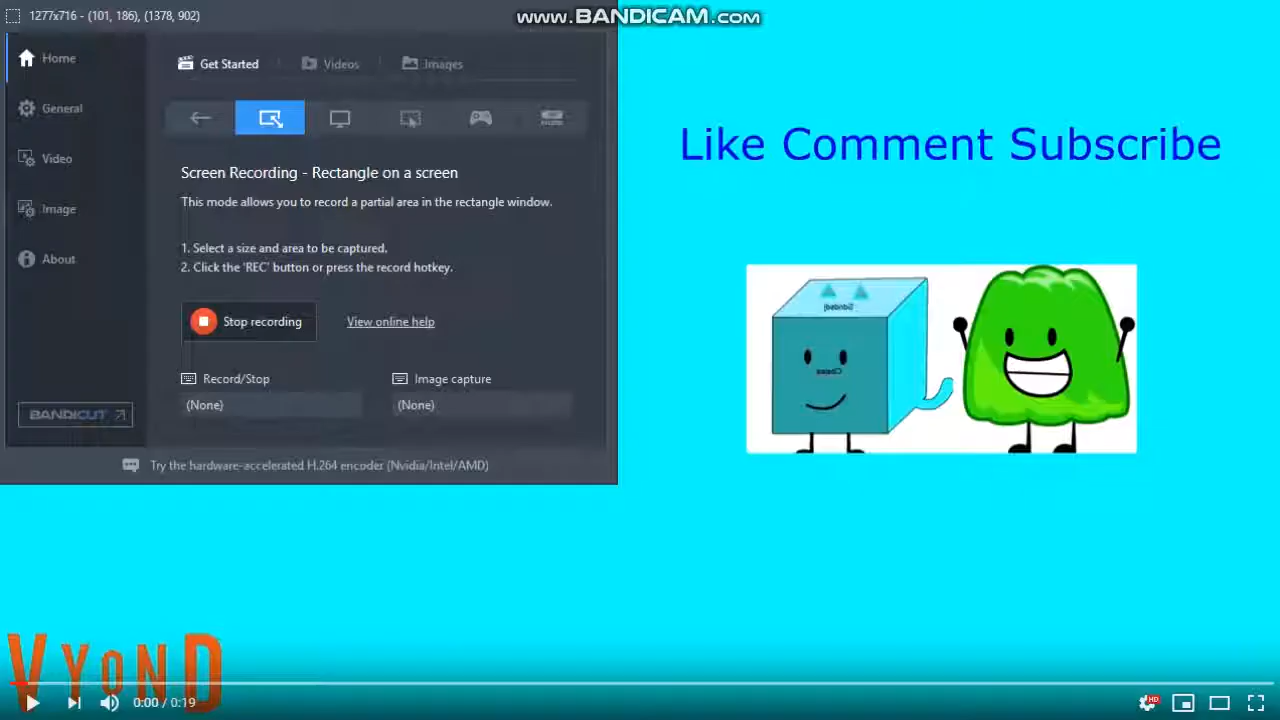 1277x716 - (101, 186), (1378, 902)
www.BANDICAM.com
Home
Get Started
Videos
Images
General
Like Comment Subscribe
Video
Screen Recording - Rectangle on a screen
This mode allows you to record a partial area in the rectangle window.
Image
1. Select a size and area to be captured.
About
2. Click the 'REC' button or press the record hotkey.
Stop recording
View online help
Record/Stop
Image capture
(None)
(None)
BANDICUT
Try the hardware-accelerated H.264 encoder (Nvidia/Intel/AMD)
VYOND
0:00 / 0:19
HD